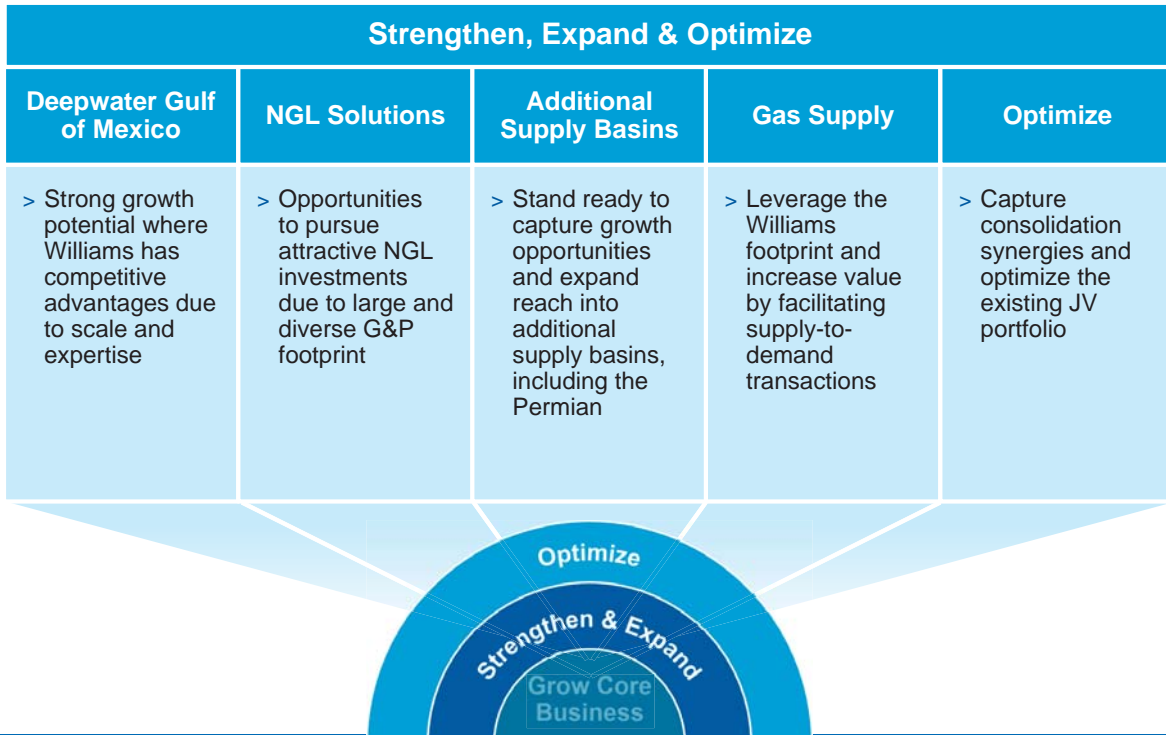 Strengthen, Expand & Optimize
Deepwater Gulf
of Mexico
NGL Solutions
Additional
Supply Basins
Gas Supply
Optimize
> Strong growth
potential where
Williams has
competitive
advantages due
to scale and
expertise
> Opportunities
to pursue
attractive NGL
investments
due to large and
diverse G&P
footprint
> Stand ready to
capture growth
opportunities
and expand
reach into
additional
supply basins,
including the
Permian
> Leverage the
Williams
footprint and
increase value
by facilitating
supply-to-
demand
transactions
> Capture
consolidation
synergies and
optimize the
existing JV
portfolio
Optimize
Strengthen & Expand
Grow Core
Business